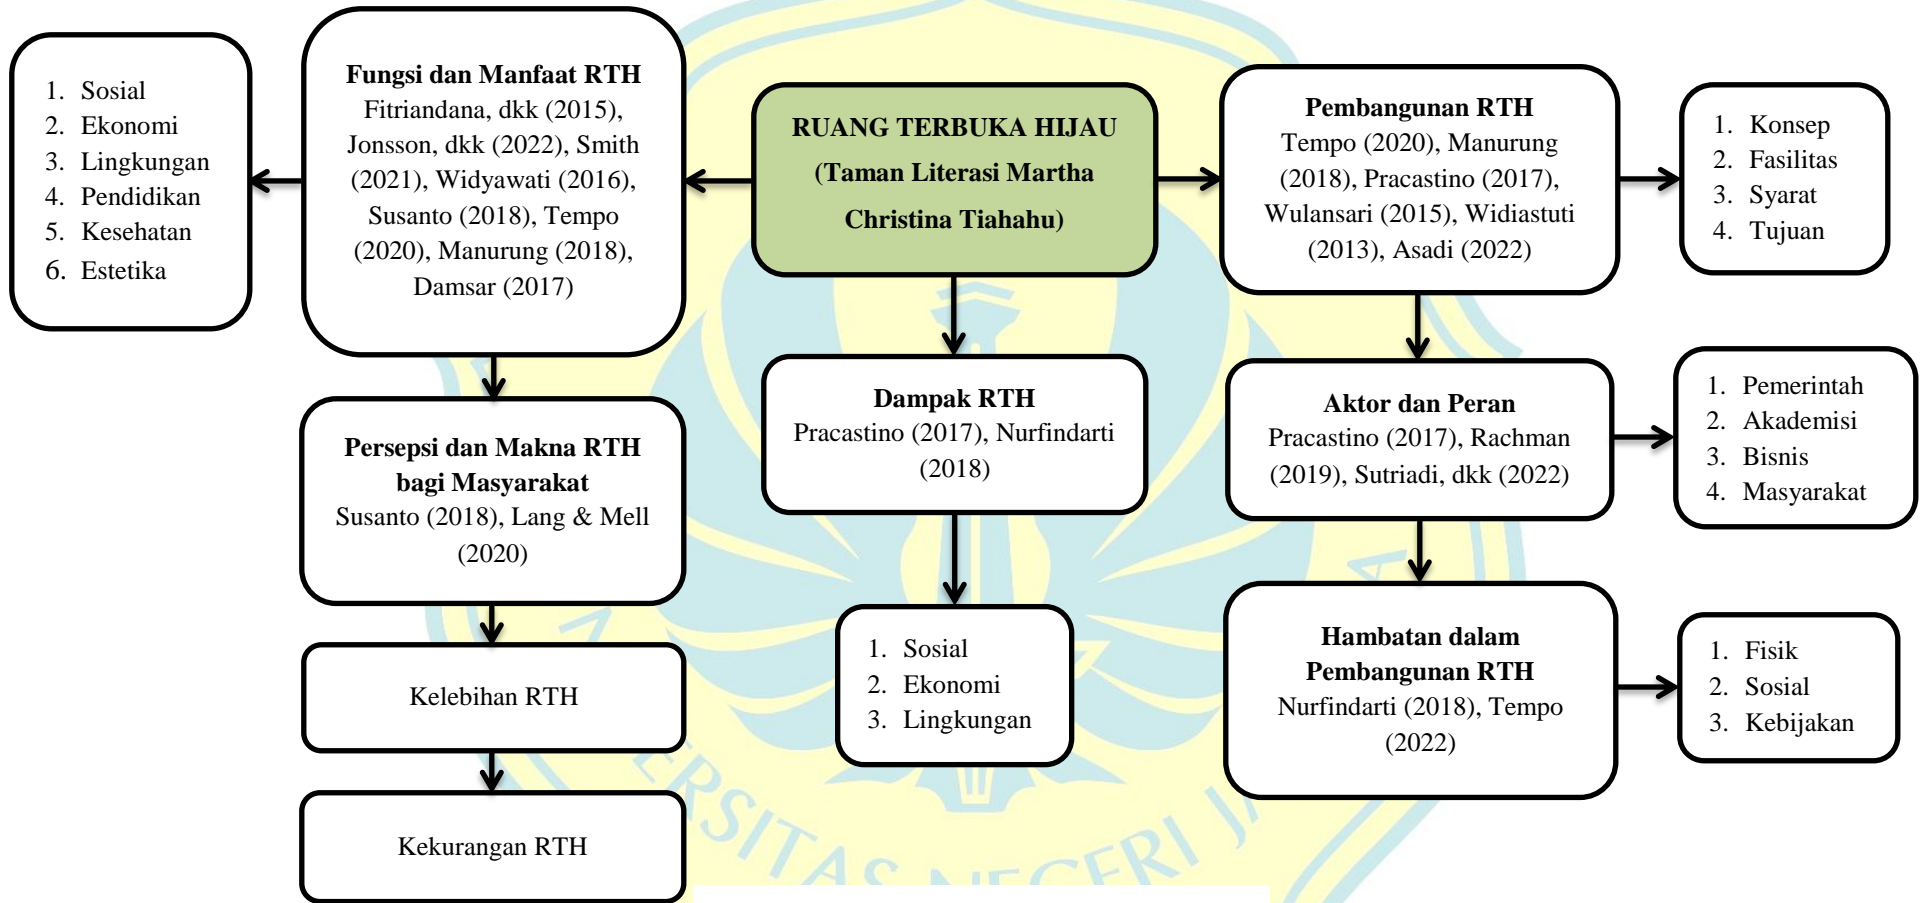 1. Sosial
2. Ekonomi
3. Lingkungan
4. Pendidikan
5. Kesehatan
6. Estetika
Fungsi dan Manfaat RTH
Fitriandana, dkk (2015),
Jonsson, dkk (2022), Smith
(2021), Widyawati (2016),
Susanto (2018), Tempo
(2020), Manurung (2018),
Damsar (2017)
RUANG TERBUKA HIJAU
(Taman Literasi Martha
Christina Tiahahu)
Pembangunan RTH
Tempo (2020), Manurung
(2018), Pracastino (2017),
Wulansari (2015), Widiastuti
(2013), Asadi (2022)
1. Konsep
2. Fasilitas
3. Syarat
4. Tujuan
Persepsi dan Makna RTH
bagi Masyarakat
Susanto (2018), Lang & Mell
(2020)
Dampak RTH
Pracastino (2017), Nurfindarti
(2018)
Aktor dan Peran
Pracastino (2017), Rachman
(2019), Sutriadi, dkk (2022)
1. Pemerintah
2. Akademisi
3. Bisnis
4. Masyarakat
Kelebihan RTH
1. Sosial
2. Ekonomi
3. Lingkungan
Hambatan dalam
Pembangunan RTH
Nurfindarti (2018), Tempo
(2022)
1. Fisik
2. Sosial
3. Kebijakan
Kekurangan RTH
ERSITAS NEGERI JA